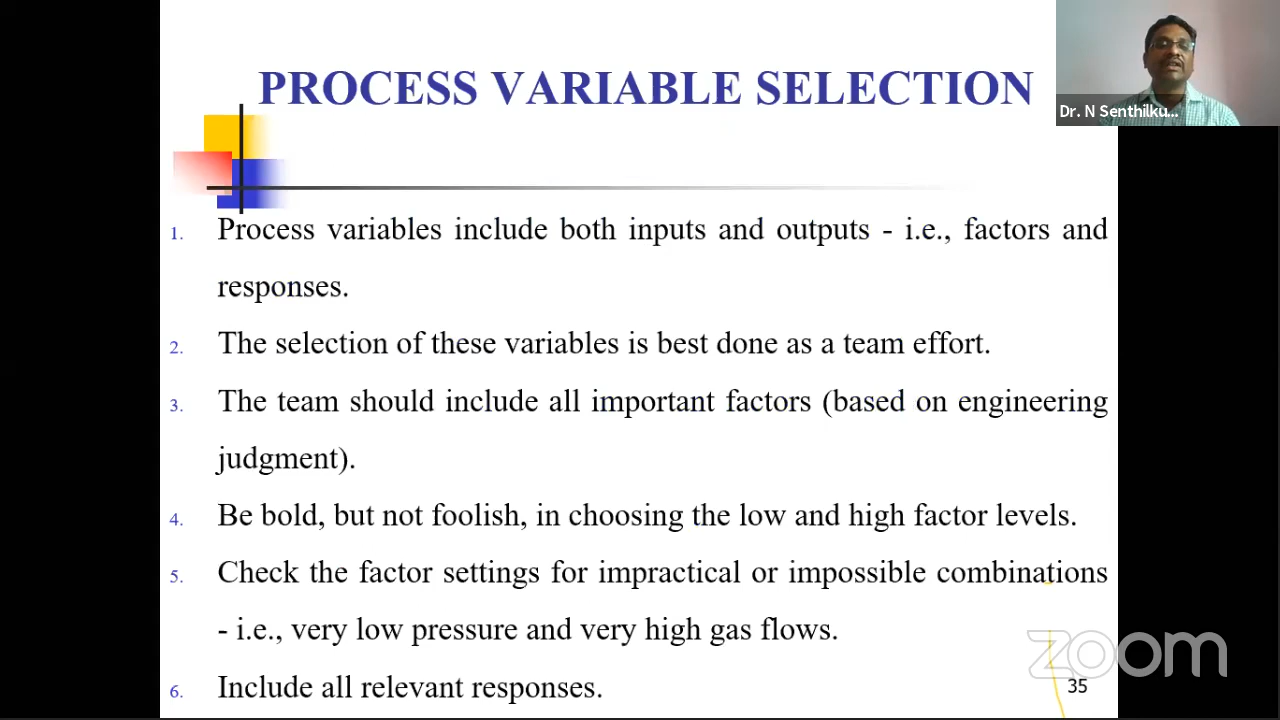 PROCESS VARIABLE SELECTION
Dr. N Senthilku...
1. Process variables include both inputs and outputs - i.e., factors and
responses.
2. The selection of these variables is best done as a team effort.
3. The team should include all important factors (based on engineering
judgment).
4. Be bold, but not foolish, in choosing the low and high factor levels.
5. Check the factor settings for impractical or impossible combinations
- i.e., very low pressure and very high gas flows.
6. Include all relevant responses.
zoom
35